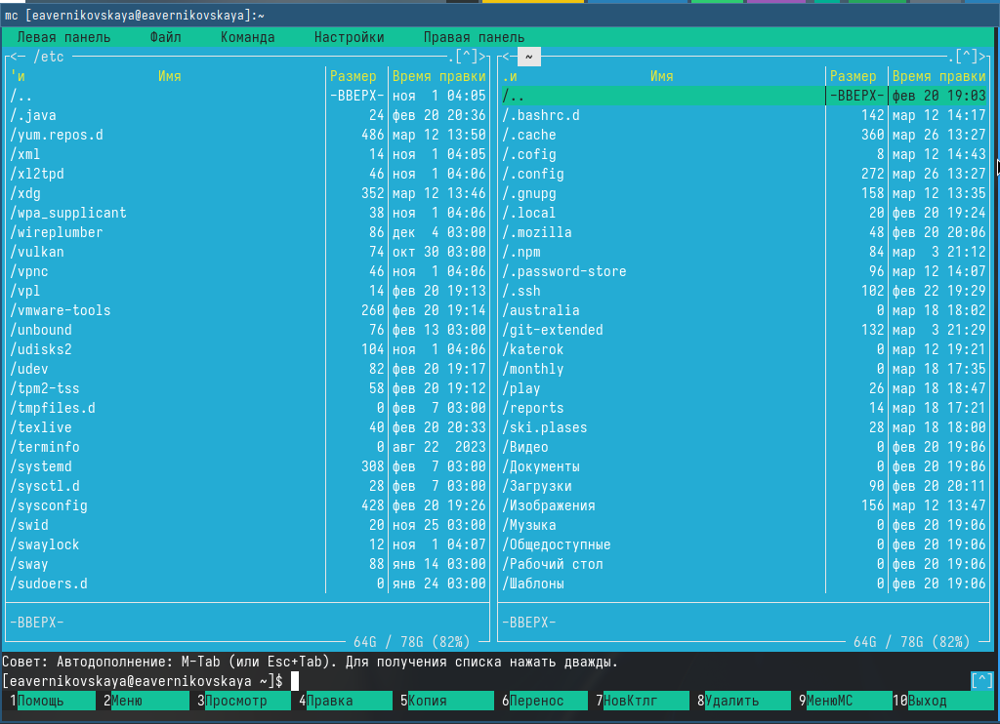 mc [eavernikovskaya@eavernikovskaya]:~
Левая панель Файл Команда Настройки Правая панель
<— /etc .[^]> <— ~ .[^]>
'и Имя Размер Время правки .и Имя Размер Время правки
/.. -ВВЕРХ- ноя 1 04:05 /.. -ВВЕРХ- фев 20 19:03
/.java 24 фев 20 20:36 /.bashrc.d 142 мар 12 14:17
/yum.repos.d 486 мар 12 13:50 /.cache 360 мар 26 13:27
/xml 14 ноя 1 04:05 /.cofig 8 мар 12 14:43
/xl2tpd 46 ноя 1 04:06 /.config 272 мар 26 13:27
/xdg 352 мар 12 13:46 /.gnupg 158 мар 12 13:35
/wpa_supplicant 38 ноя 1 04:06 /.local 20 фев 20 19:24
/wireplumber 86 дек 4 03:00 /.mozilla 48 фев 20 20:06
/vulkan 74 окт 30 03:00 /.npm 84 мар 3 21:12
/vpnc 46 ноя 1 04:06 /.password-store 96 мар 12 14:07
/vpl 14 фев 20 19:13 /.ssh 102 фев 22 19:29
/vmware-tools 260 фев 20 19:14 /australia 0 мар 18 18:02
/unbound 76 фев 13 03:00 /git-extended 132 мар 3 21:29
/udisks2 104 ноя 1 04:06 /katerok 0 мар 12 19:21
/udev 82 фев 20 19:17 /monthly 0 мар 18 17:35
/tpm2-tss 58 фев 20 19:12 /play 26 мар 18 18:47
/tmpfiles.d 0 фев 7 03:00 /reports 14 мар 18 17:21
/texlive 40 фев 20 20:33 /ski.plases 28 мар 18 18:00
/terminfo 0 авг 22 2023 /Видео 0 фев 20 19:06
/systemd 308 фев 7 03:00 /Документы 0 фев 20 19:06
/sysctl.d 28 фев 7 03:00 /Загрузки 90 фев 20 20:11
/sysconfig 428 фев 20 19:26 /Изображения 156 мар 12 13:47
/swid 20 ноя 25 03:00 /Музыка 0 фев 20 19:06
/swaylock 12 ноя 1 04:07 /Общедоступные 0 фев 20 19:06
/sway 88 янв 14 03:00 /Рабочий стол 0 фев 20 19:06
/sudoers.d 0 янв 24 03:00 /Шаблоны 0 фев 20 19:06
-ВВЕРХ- -ВВЕРХ-
64G / 78G (82%) 64G / 78G (82%)
Совет: Автодополнение: M-Tab (или Esc+Tab). Для получения списка нажать дважды.
[eavernikovskaya@eavernikovskaya ~]$ [^]
1Помощь 2Меню 3Просмотр 4Правка 5Копия 6Перенос 7НовКтлг 8Удалить 9МенюМС 10Выход